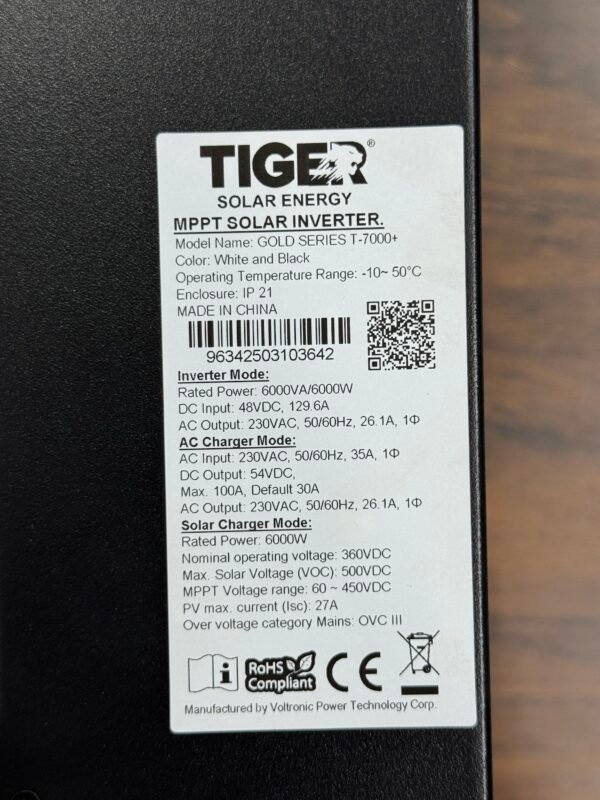 TIGER®
SOLAR ENERGY
MPPT SOLAR INVERTER.
Model Name: GOLD SERIES T-7000+
Color: White and Black
Operating Temperature Range: -10~ 50°C
Enclosure: IP 21
MADE IN CHINA
96342503103642
Inverter Mode:
Rated Power: 6000VA/6000W
DC Input: 48VDC, 129.6A
AC Output: 230VAC, 50/60Hz, 26.1A, 1Φ
AC Charger Mode:
AC Input: 230VAC, 50/60Hz, 35A, 1Φ
DC Output: 54VDC,
Max. 100A, Default 30A
AC Output: 230VAC, 50/60Hz, 26.1A, 1Φ
Solar Charger Mode:
Rated Power: 6000W
Nominal operating voltage: 360VDC
Max. Solar Voltage (VOC): 500VDC
MPPT Voltage range: 60 ~ 450VDC
PV max. current (Isc): 27A
Over voltage category Mains: OVC III
i
RoHS
Compliant
CE
Manufactured by Voltronic Power Technology Corp.